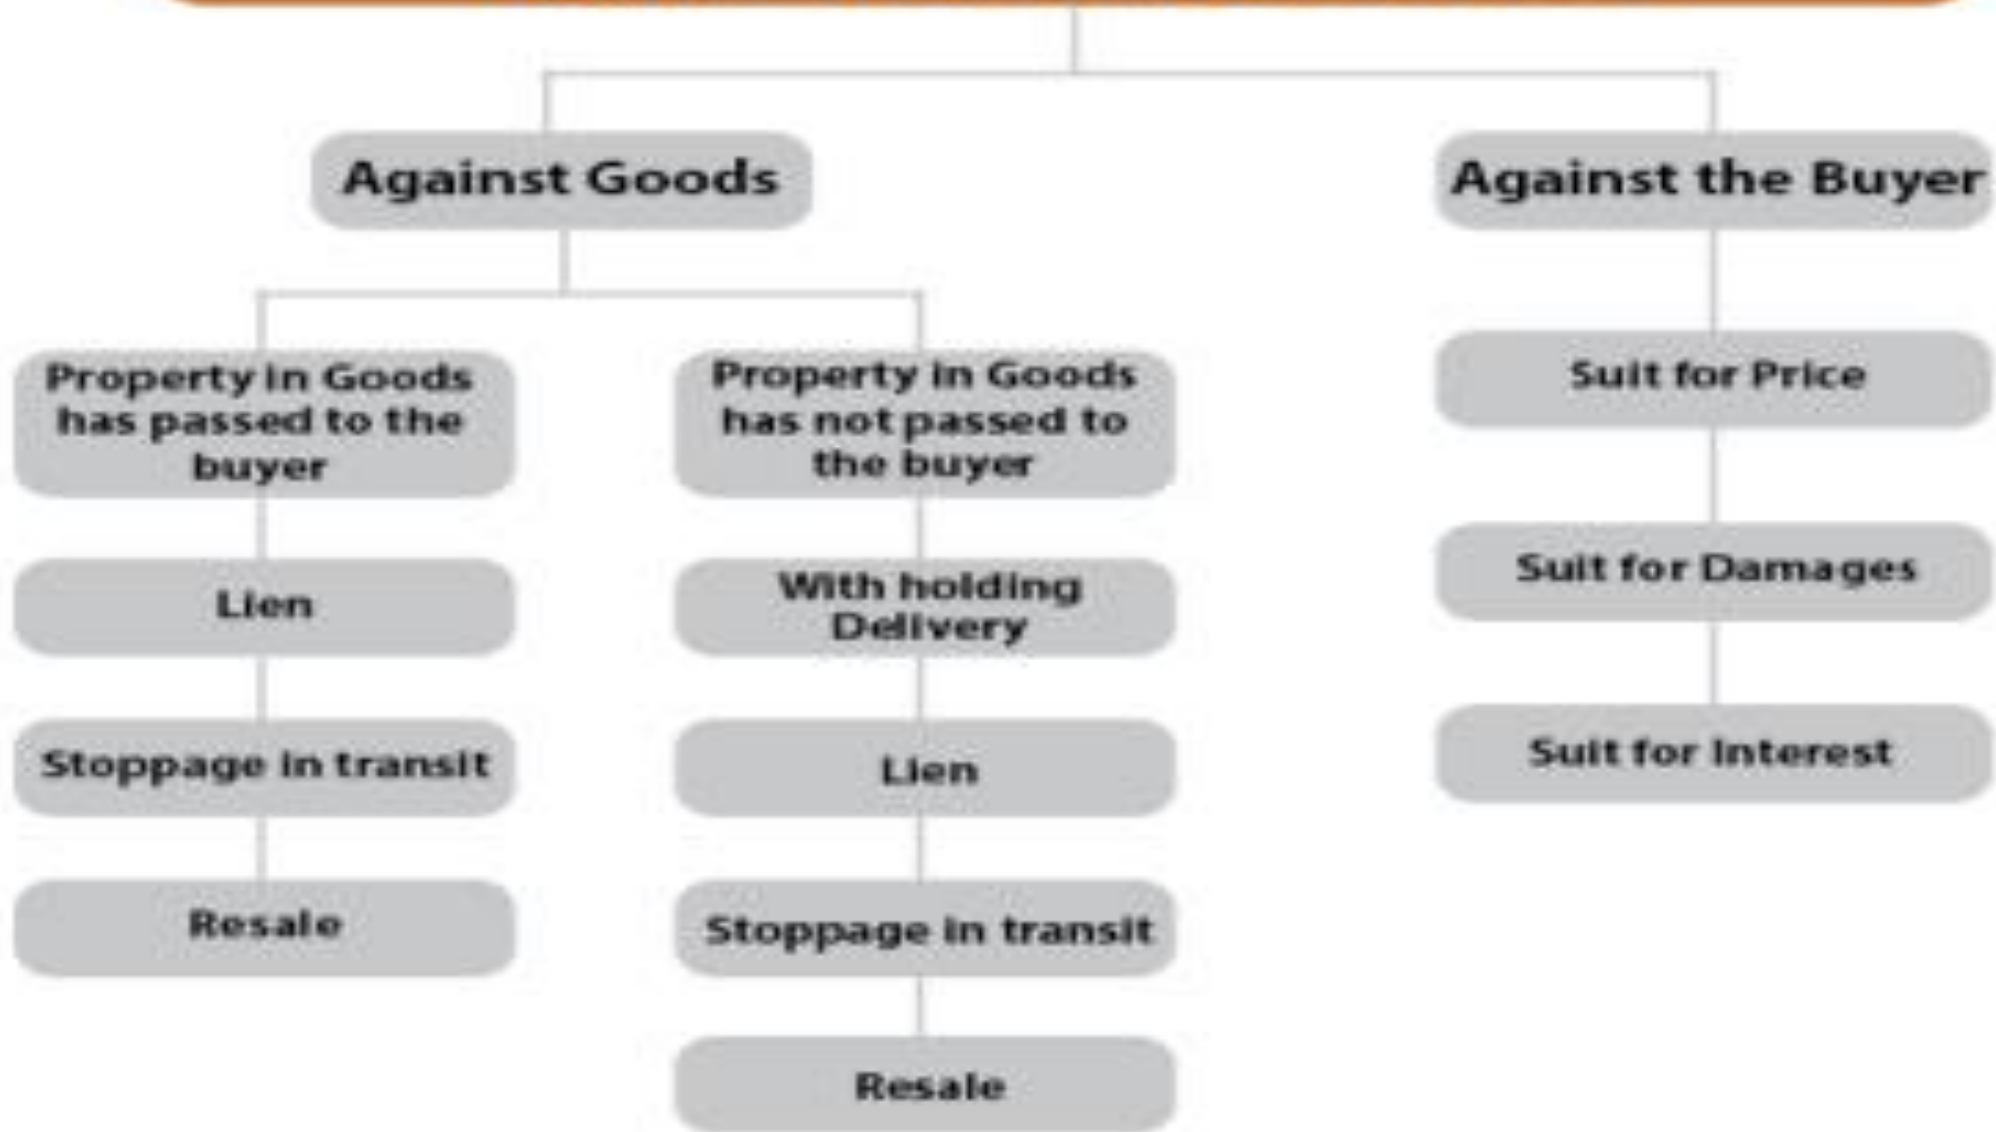 Against Goods
Against the Buyer
Property in Goods
has passed to the
buyer
Property in Goods
has not passed to
the buyer
Suit for Price
Lien
With holding
Delivery
Suit for Damages
Stoppage in transit
Lien
Suit for Interest
Resale
Stoppage in transit
Resale